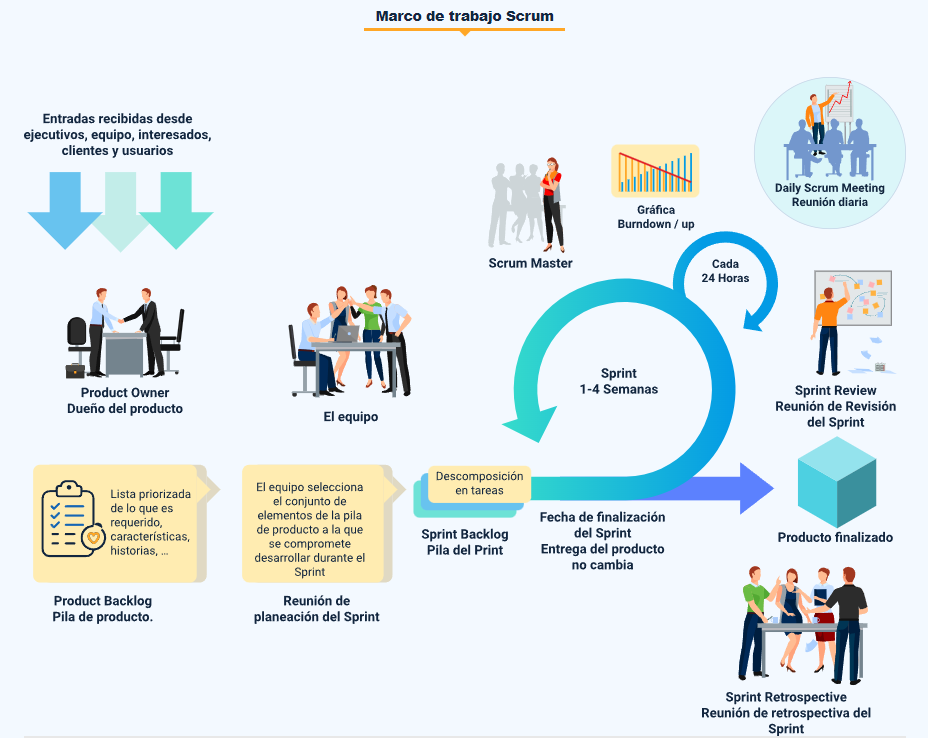 Marco de trabajo Scrum
Entradas recibidas desde
ejecutivos, equipo, interesados,
clientes y usuarios
Product Owner
Dueño del producto
El equipo
Scrum Master
Gráfica
Burndown / up
Daily Scrum Meeting
Reunión diaria
Cada
24 Horas
Sprint
1-4 Semanas
Sprint Review
Reunión de Revisión
del Sprint
Lista priorizada
de lo que es
requerido,
características,
historias, ...
Product Backlog
Pila de producto.
El equipo selecciona
el conjunto de
elementos de la pila
de producto a la que
se compromete
desarrollar durante el
Sprint
Reunión de
planeación del Sprint
Descomposición
en tareas
Sprint Backlog
Pila del Print
Fecha de finalización
del Sprint
Entrega del producto
no cambia
Producto finalizado
Sprint Retrospective
Reunión de retrospectiva del
Sprint